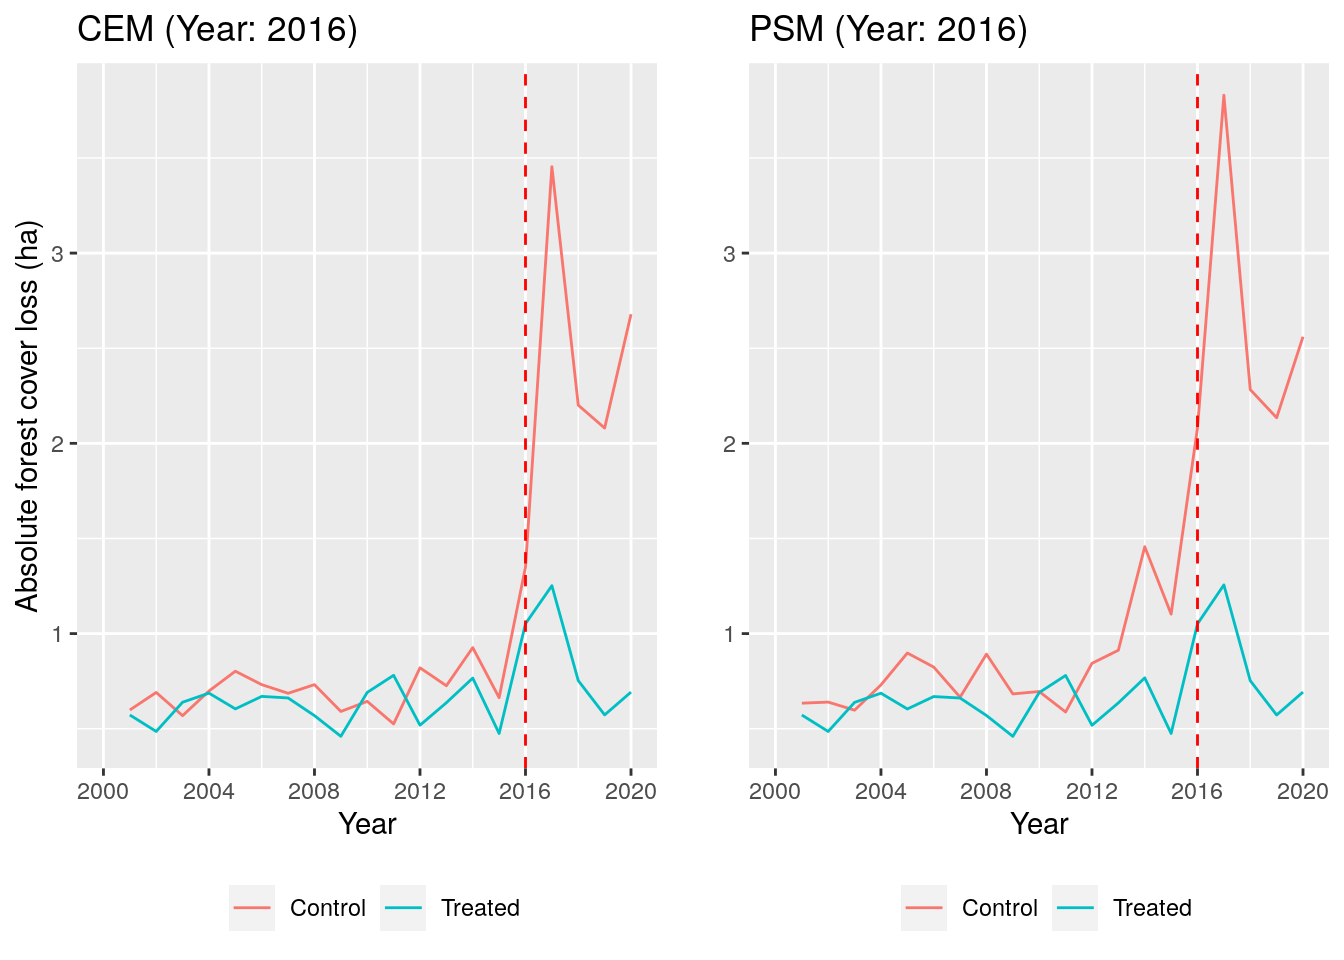 CEM (Year: 2016)
Absolute forest cover loss (ha)
3
2
1
2000 2004 2008 2012 2016 2020
Year
Control Treated
PSM (Year: 2016)
3
2
1
2000 2004 2008 2012 2016 2020
Year
Control Treated